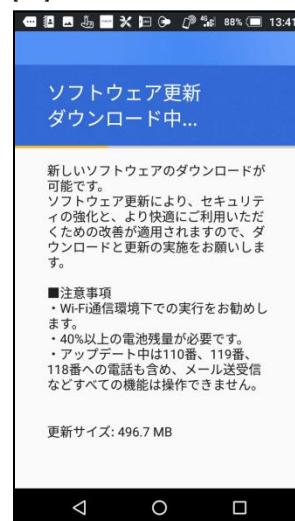 88% 13:41
ソフトウェア更新
ダウンロード中...
新しいソフトウェアのダウンロードが
可能です。
ソフトウェア更新により、セキュリテ
ィの強化と、より快適にご利用いただ
くための改善が適用されますので、ダ
ウンロードと更新の実施をお願いしま
す。
■注意事項
・Wi-Fi通信環境下での実行をお勧めし
ます。
・40%以上の電池残量が必要です。
・アップデート中は110番、119番、
118番への電話も含め、メール送受信
などすべての機能は操作できません。
更新サイズ: 496.7 MB